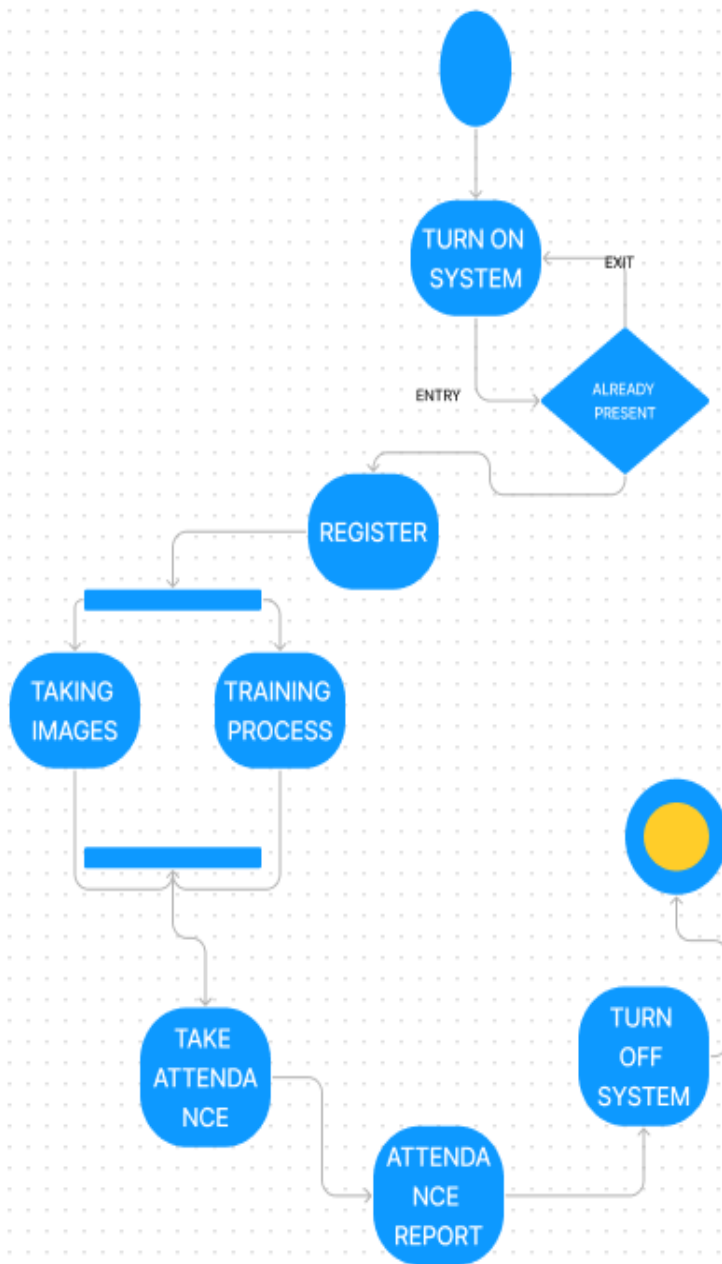 TURN ON
SYSTEM
EXIT
ENTRY
ALREADY
PRESENT
REGISTER
TAKING
IMAGES
TRAINING
PROCESS
TAKE
ATTENDA
NCE
TURN
OFF
SYSTEM
ATTENDA
NCE
REPORT